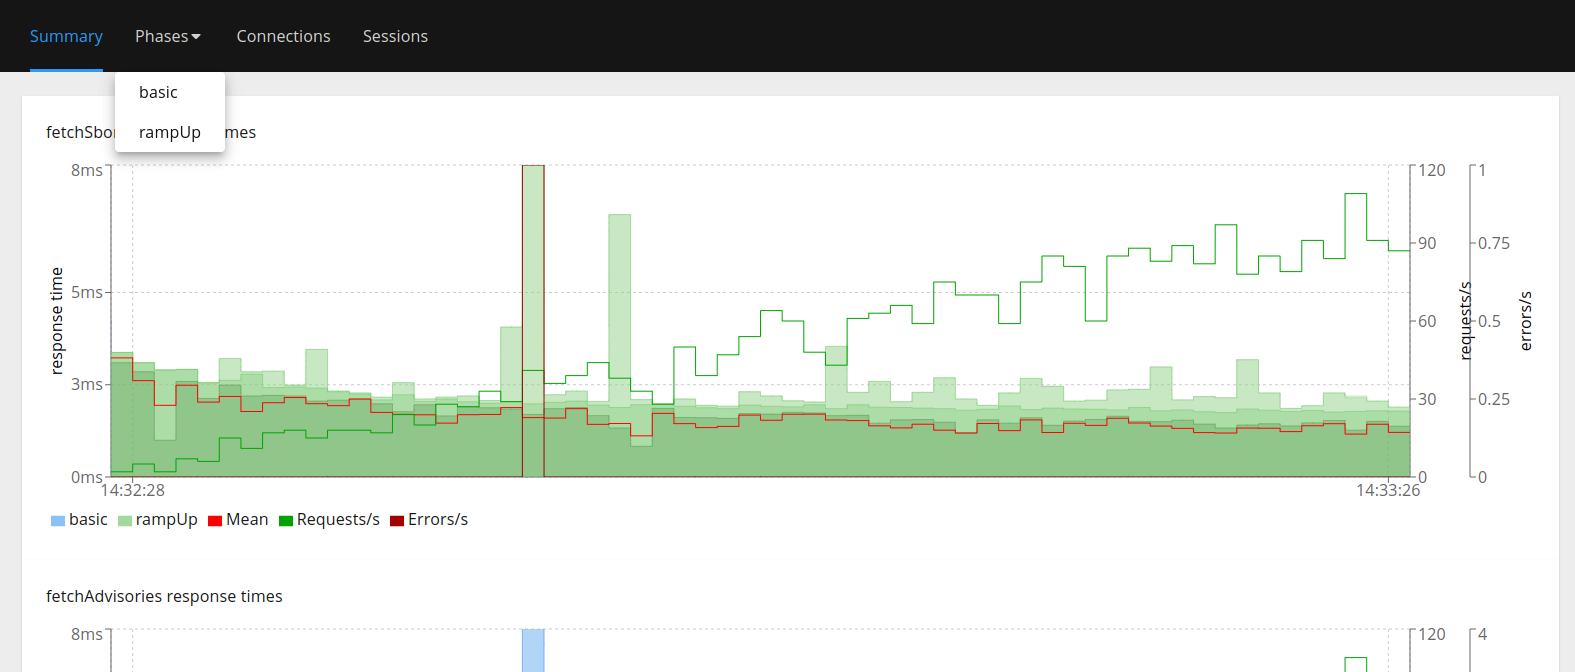 Summary Phases Connections Sessions
basic
rampUp
fetchSbo mes
8ms
5ms
3ms
0ms
response time
120
90
60
30
0
requests/s
1
0.75
0.5
0.25
0
errors/s
14:32:28 14:33:26
basic rampUp Mean Requests/s Errors/s
fetchAdvisories response times
8ms 120 4